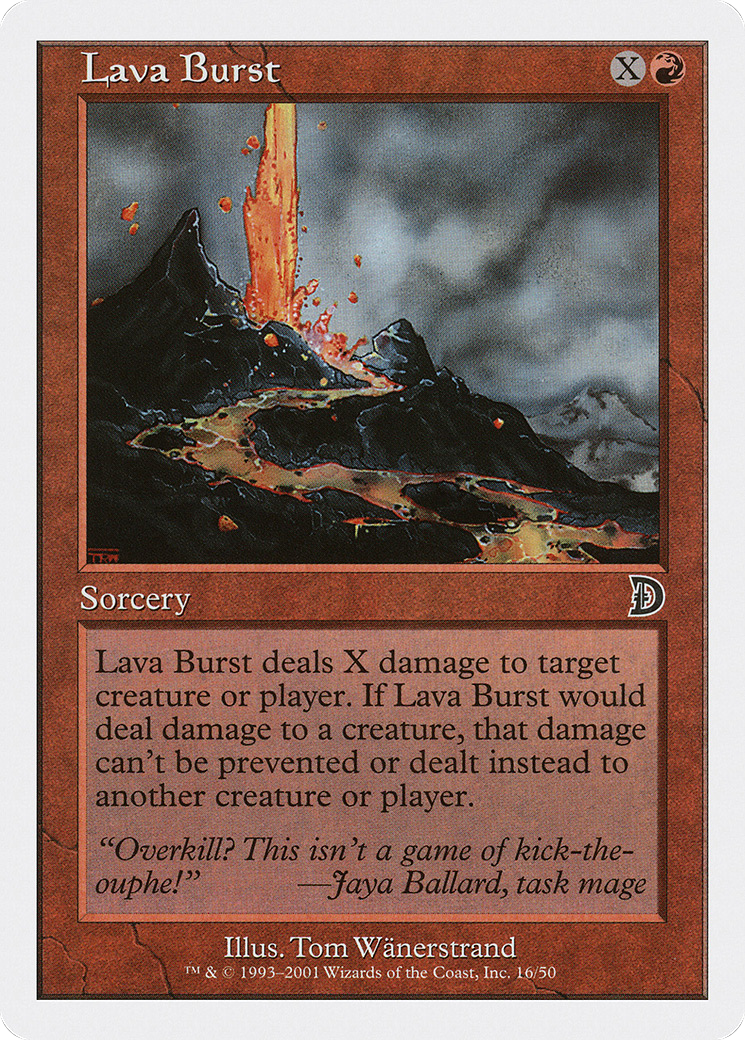 Lava Burst X
Sorcery
Lava Burst deals X damage to target
creature or player. If Lava Burst would
deal damage to a creature, that damage
can't be prevented or dealt instead to
another creature or player.
“Overkill? This isn't a game of kick-the-
ouphe!” —Jaya Ballard, task mage
Illus. Tom Wänerstrand
™ & © 1993–2001 Wizards of the Coast, Inc. 16/50